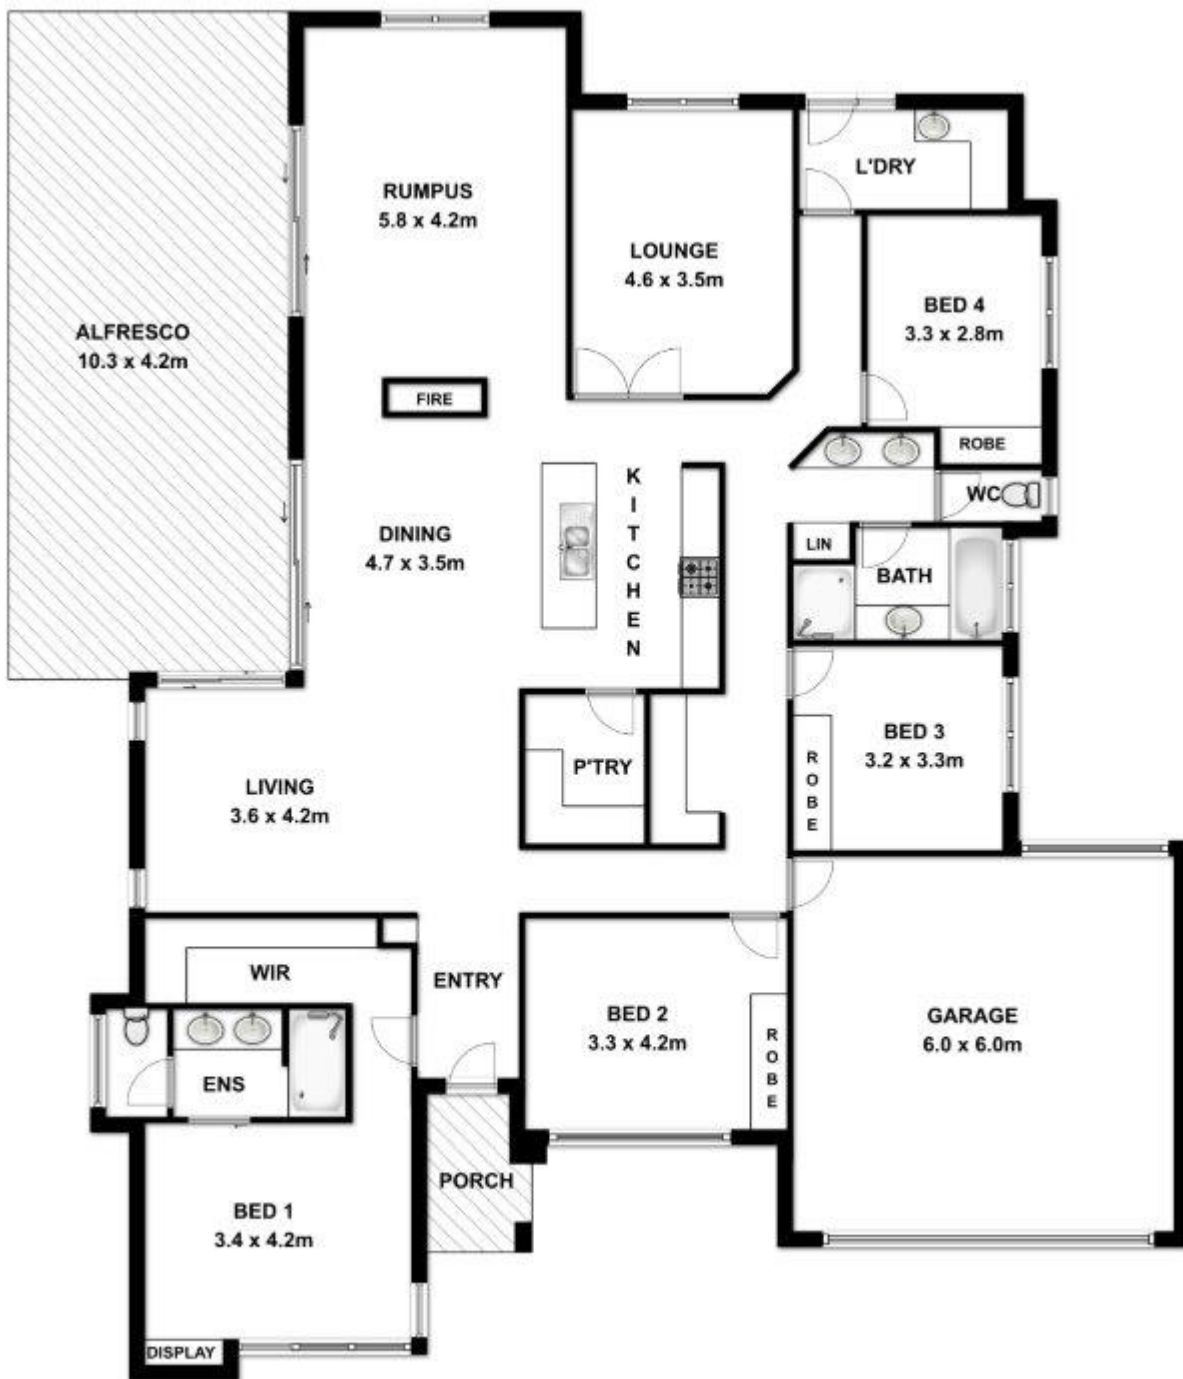 RUMPUS
5.8 x 4.2m
L'DRY
LOUNGE
4.6 x 3.5m
BED 4
3.3 x 2.8m
ALFRESCO
10.3 x 4.2m
FIRE
ROBE
KITCHEN
WC
DINING
4.7 x 3.5m
LIN
BATH
BED 3
3.2 x 3.3m
ROBE
P'TRY
LIVING
3.6 x 4.2m
WIR
ENTRY
BED 2
3.3 x 4.2m
ROBE
GARAGE
6.0 x 6.0m
ENS
PORCH
BED 1
3.4 x 4.2m
DISPLAY